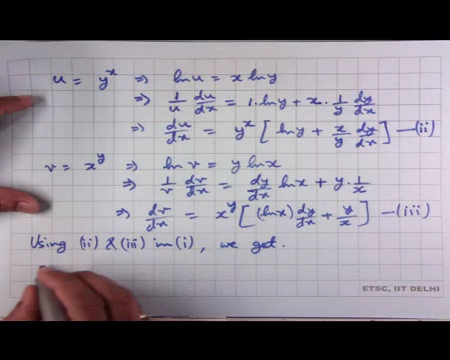 u = y^x ⇒ ln u = x ln y
⇒ 1/u du/dx = 1. ln y + x. 1/y dy/dx
⇒ du/dx = y^x [ ln y + x/y dy/dx ] —(ii)
v = x^y ⇒ ln v = y ln x
⇒ 1/v dv/dx = dy/dx ln x + y. 1/x
⇒ dv/dx = x^y [ (ln x) dy/dx + y/x ] —(iii)
Using (ii) & (iii) in (i), we get.
ETSC, IIT DELHI